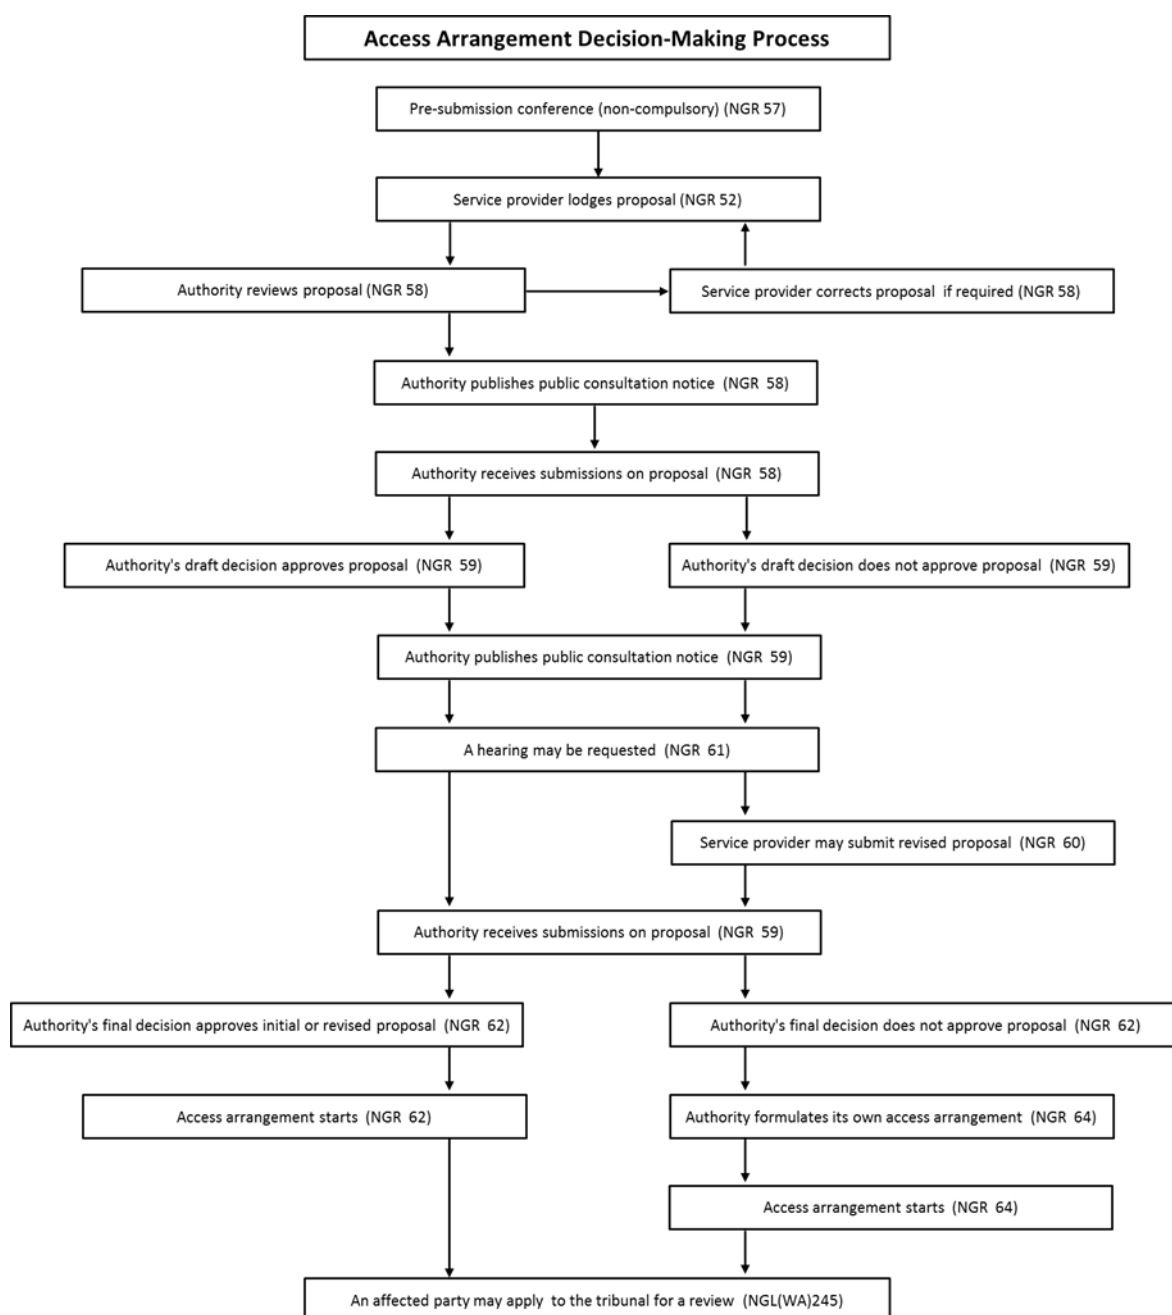 Access Arrangement Decision-Making Process
Pre-submission conference (non-compulsory) (NGR 57)
Service provider lodges proposal (NGR 52)
Authority reviews proposal (NGR 58)
Service provider corrects proposal if required (NGR 58)
Authority publishes public consultation notice (NGR 58)
Authority receives submissions on proposal (NGR 58)
Authority's draft decision approves proposal (NGR 59)
Authority's draft decision does not approve proposal (NGR 59)
Authority publishes public consultation notice (NGR 59)
A hearing may be requested (NGR 61)
Service provider may submit revised proposal (NGR 60)
Authority receives submissions on proposal (NGR 59)
Authority's final decision approves initial or revised proposal (NGR 62)
Authority's final decision does not approve proposal (NGR 62)
Access arrangement starts (NGR 62)
Authority formulates its own access arrangement (NGR 64)
Access arrangement starts (NGR 64)
An affected party may apply to the tribunal for a review (NGL(WA)245)